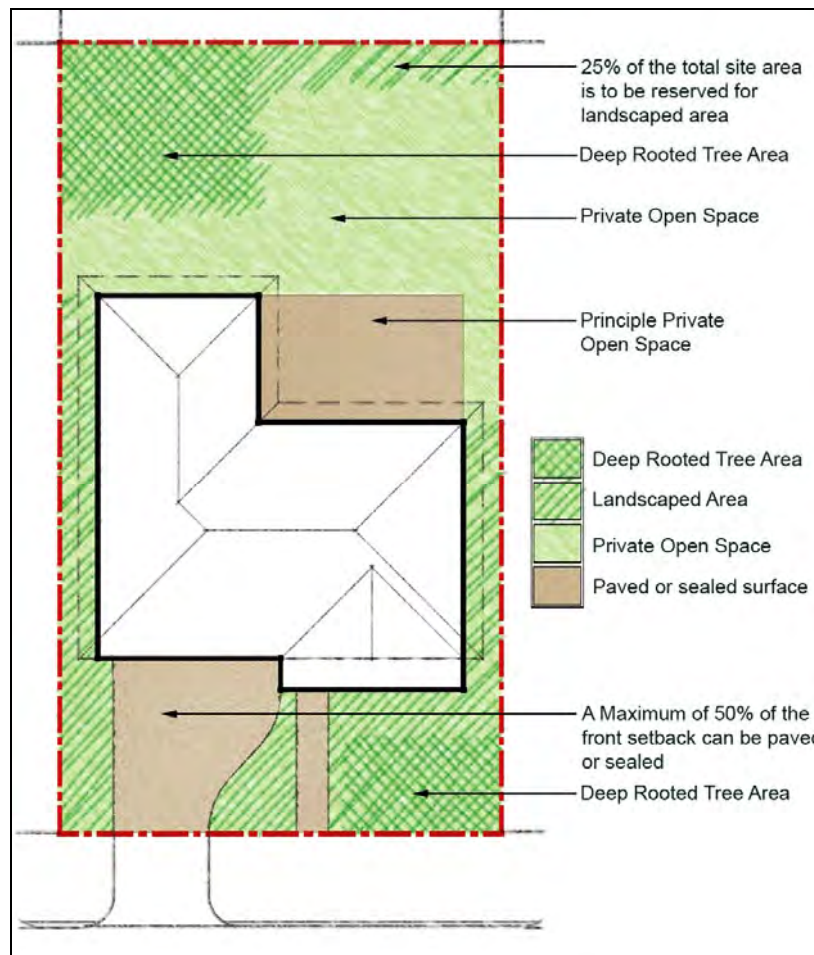 25% of the total site area
is to be reserved for
landscaped area
Deep Rooted Tree Area
Private Open Space
Principle Private
Open Space
Deep Rooted Tree Area
Landscaped Area
Private Open Space
Paved or sealed surface
A Maximum of 50% of the
front setback can be paved
or sealed
Deep Rooted Tree Area